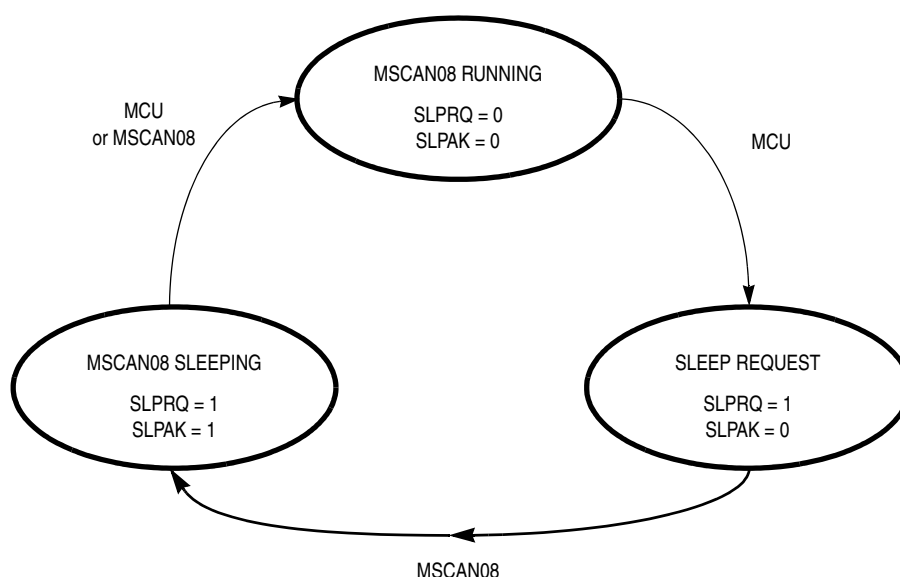 MSCAN08 RUNNING
SLPRQ = 0
SLPAK = 0
MCU
or MSCAN08
MCU
MSCAN08 SLEEPING
SLPRQ = 1
SLPAK = 1
SLEEP REQUEST
SLPRQ = 1
SLPAK = 0
MSCAN08